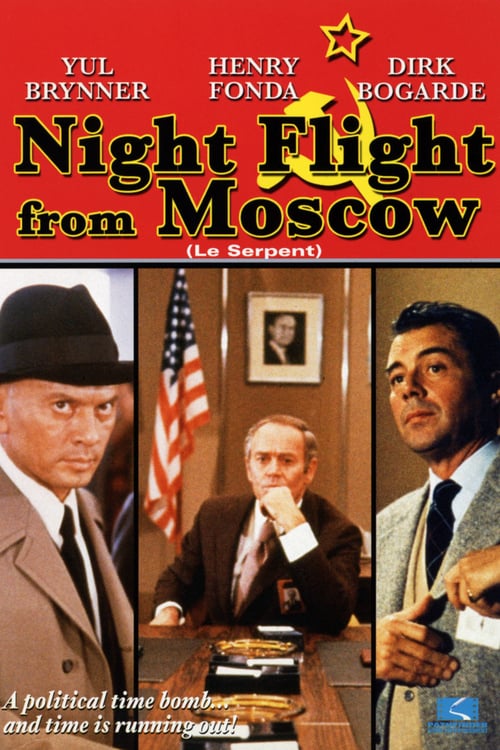 YUL HENRY DIRK
BRYNNER FONDA BOGARDE
Night Flight
from Moscow
(Le Serpent)
A political time bomb...
and time is running out!
PATHFINDER